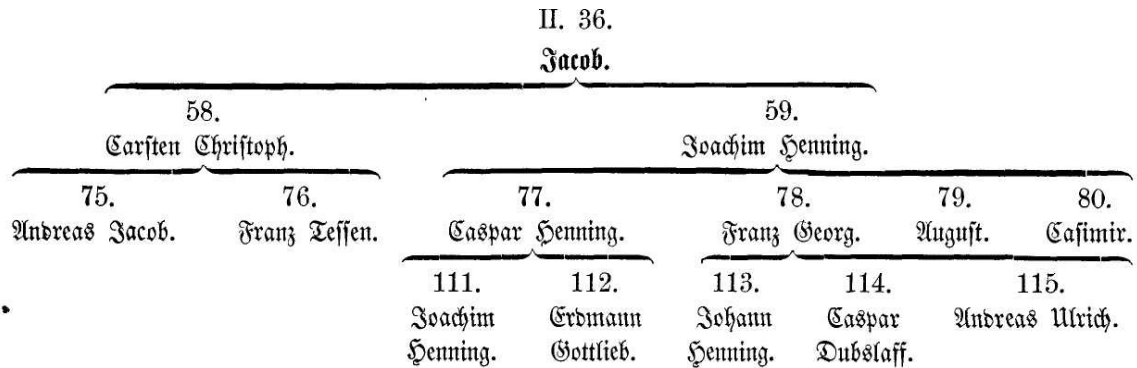 II. 36.
Jacob.
58. 59.
Carsten Christoph. Joachim Henning.
75. 76. 77. 78. 79. 80.
Andreas Jacob. Franz Tessen. Caspar Henning. Franz Georg. August. Casimir.
111. 112. 113. 114. 115.
Joachim Erdmann Johann Caspar Andreas Ulrich.
Henning. Gottlieb. Henning. Dubslaff.